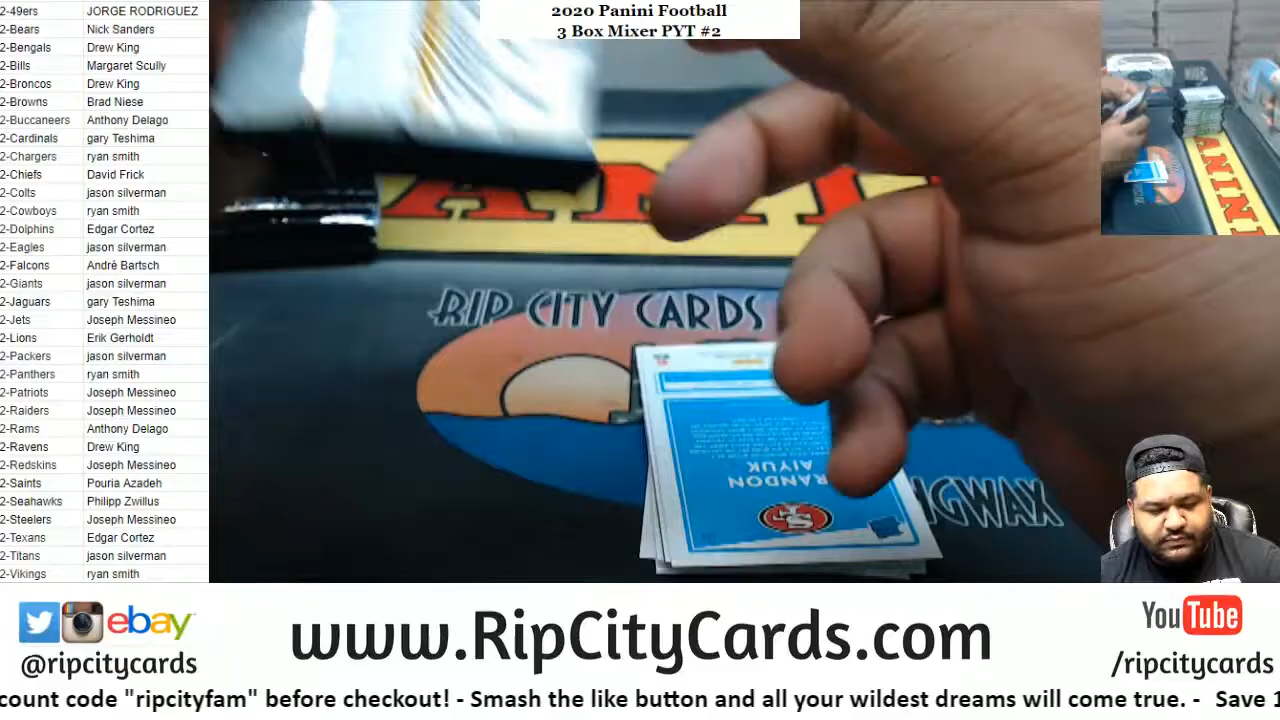 2-49ers JORGE RODRIGUEZ
2-Bears Nick Sanders
2-Bengals Drew King
2-Bills Margaret Scully
2-Broncos Drew King
2-Browns Brad Niese
2-Buccaneers Anthony Delago
2-Cardinals gary Teshima
2-Chargers ryan smith
2-Chiefs David Frick
2-Colts jason silverman
2-Cowboys ryan smith
2-Dolphins Edgar Cortez
2-Eagles jason silverman
2-Falcons André Bartsch
2-Giants jason silverman
2-Jaguars gary Teshima
2-Jets Joseph Messineo
2-Lions Erik Gerholdt
2-Packers jason silverman
2-Panthers ryan smith
2-Patriots Joseph Messineo
2-Raiders Joseph Messineo
2-Rams Anthony Delago
2-Ravens Drew King
2-Redskins Joseph Messineo
2-Saints Pouria Azadeh
2-Seahawks Philipp Zwillus
2-Steelers Joseph Messineo
2-Texans Edgar Cortez
2-Titans jason silverman
2-Vikings ryan smith
2020 Panini Football
3 Box Mixer PYT #2
ANI
ANINI
RIP CITY CARDS
RANDON
AIYUK
NGWAX
ebay
@ripcitycards
www.RipCityCards.com
YouTube
/ripcitycards
count code "ripcityfam" before checkout! - Smash the like button and all your wildest dreams will come true. - Save 1